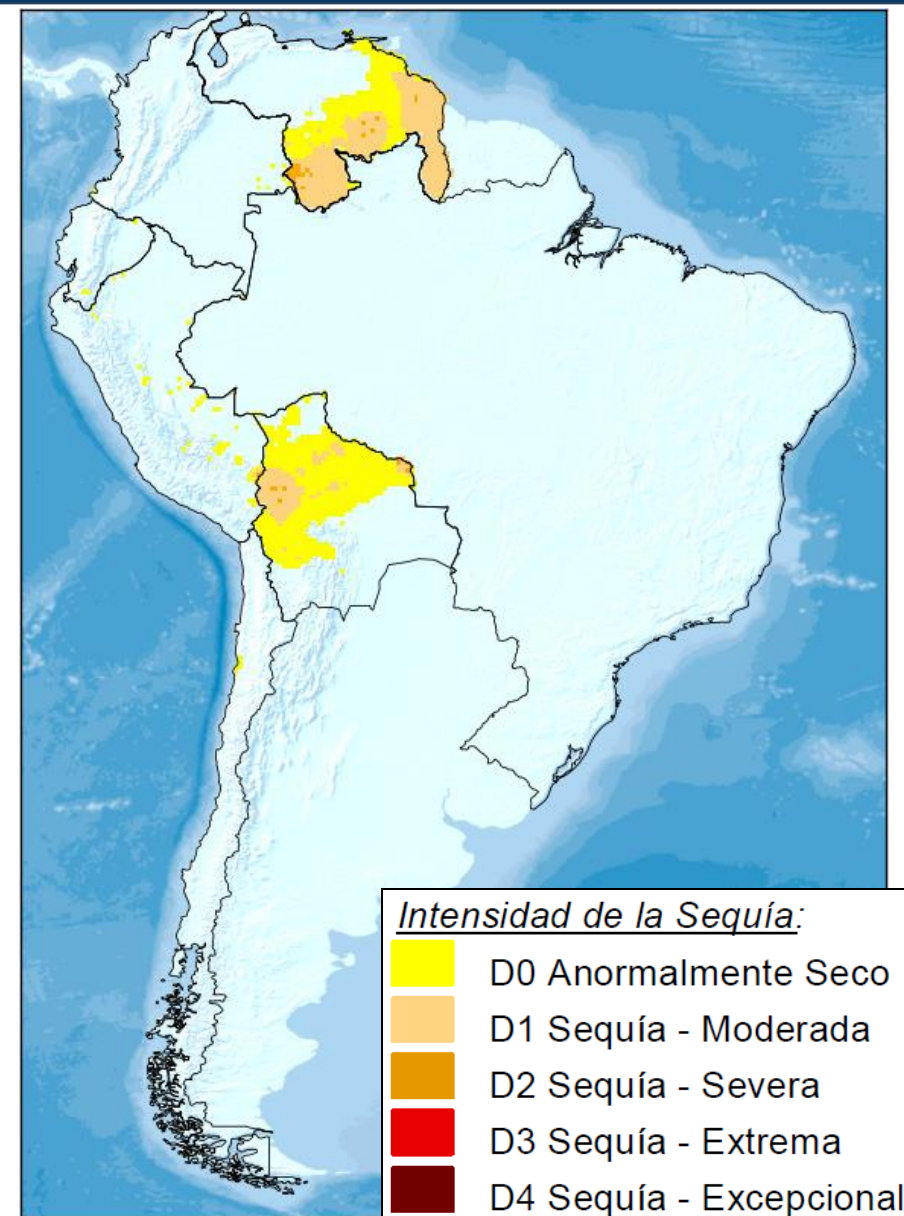 Intensidad de la Sequía:
D0 Anormalmente Seco
D1 Sequía - Moderada
D2 Sequía - Severa
D3 Sequía - Extrema
D4 Sequía - Excepcional